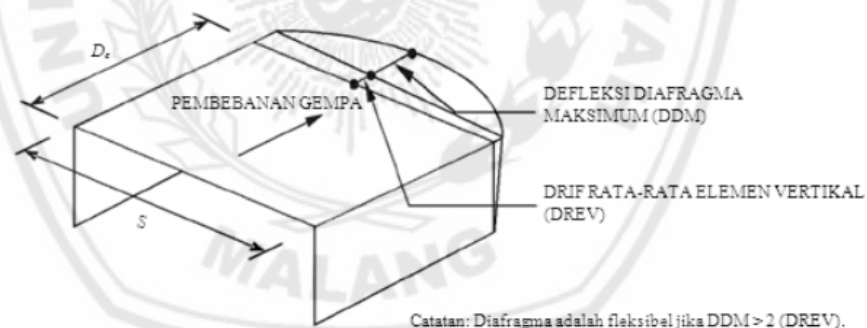 Dₑ
PEMBEBANAN GEMPA
DEFLEKSI DIAFRAGMA
MAKSIMUM (DDM)
DRIF RATA-RATA ELEMEN VERTIKAL
(DREV)
S
MALANG
Catatan: Diafragma adalah fleksibel jika DDM > 2 (DREV).